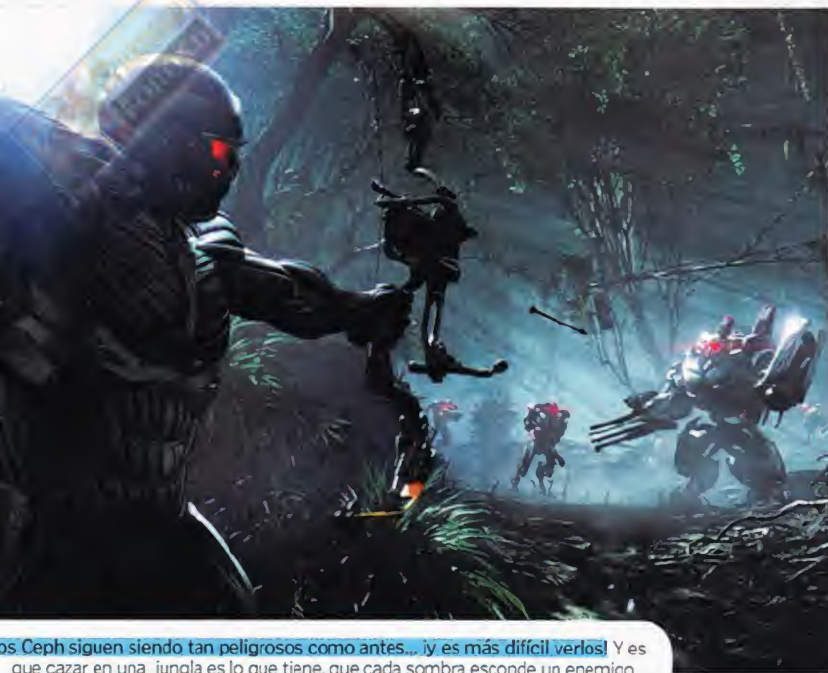 os Ceph siguen siendo tan peligrosos como antes... ¡y es más difícil verlos! Y es
que cazar en una jungla es lo que tiene, que cada sombra esconde un enemigo